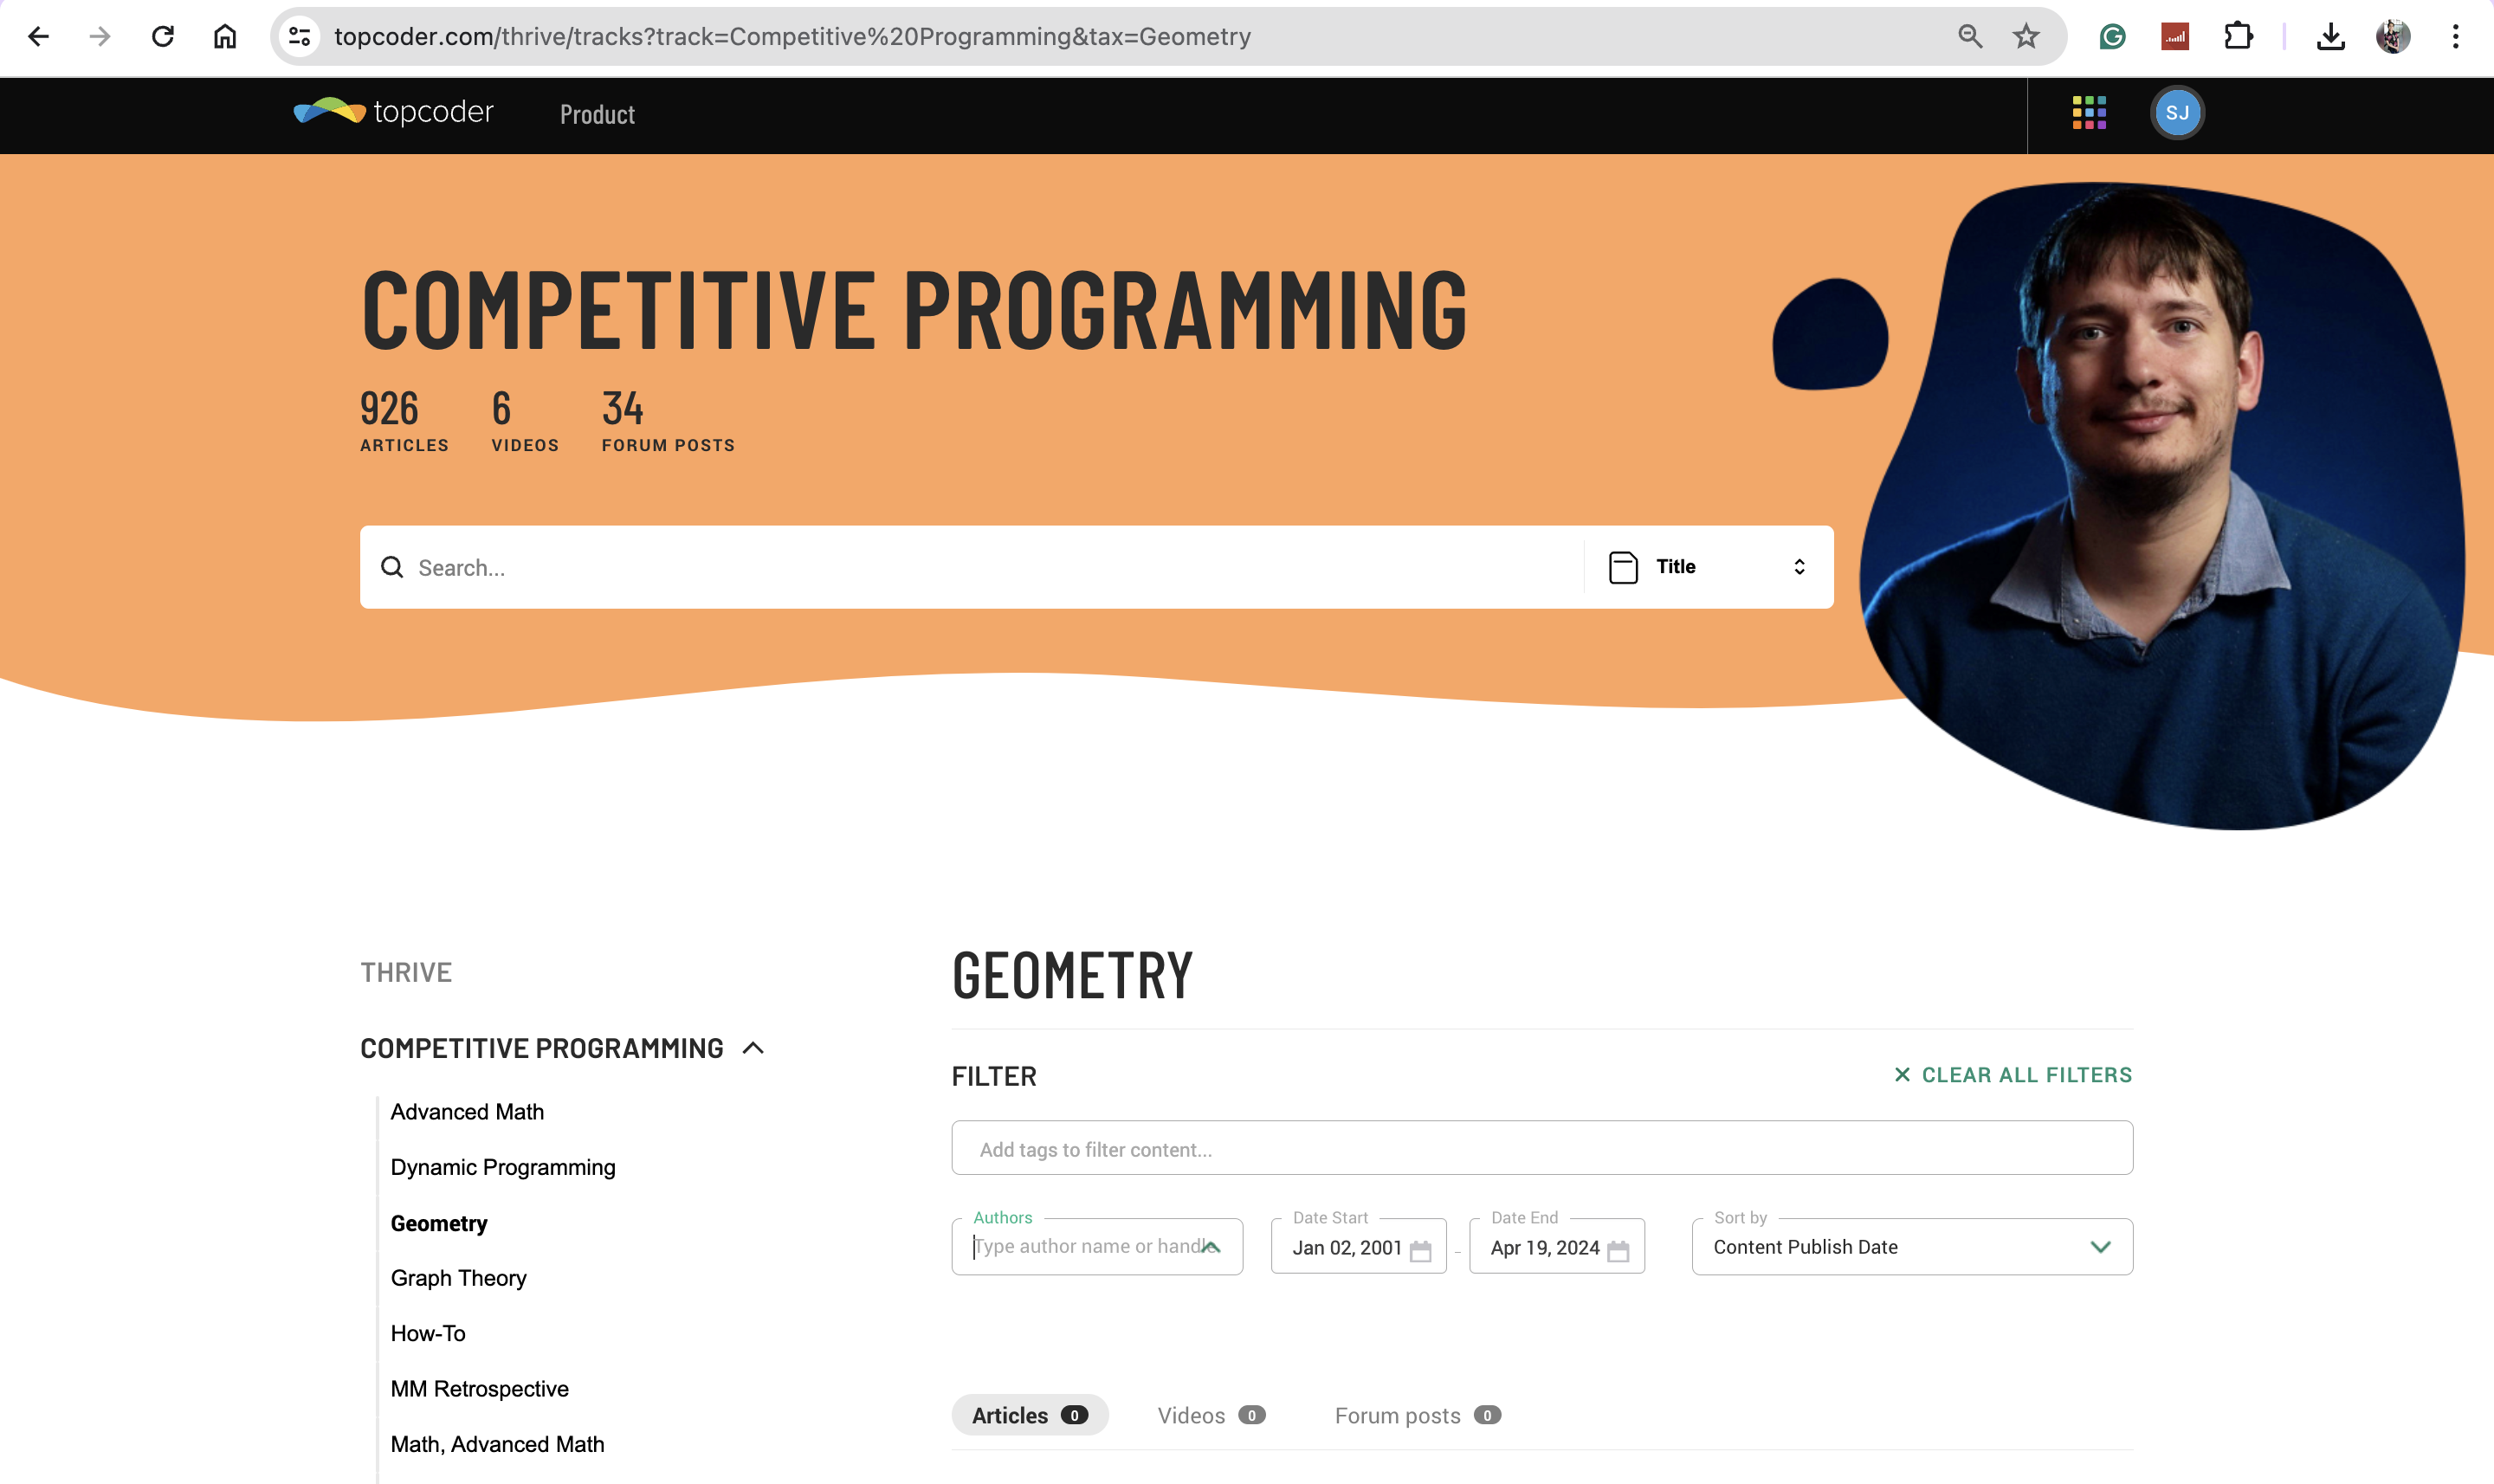 topcoder.com/thrive/tracks?track=Competitive%20Programming&tax=Geometry
topcoder
Product
SJ
COMPETITIVE PROGRAMMING
926
ARTICLES
6
VIDEOS
34
FORUM POSTS
Search...
Title
THRIVE
COMPETITIVE PROGRAMMING
Advanced Math
Dynamic Programming
Geometry
Graph Theory
How-To
MM Retrospective
Math, Advanced Math
GEOMETRY
FILTER
CLEAR ALL FILTERS
Add tags to filter content...
Authors
Type author name or handle
Date Start
Jan 02, 2001
–
Date End
Apr 19, 2024
Sort by
Content Publish Date
Articles 0
Videos 0
Forum posts 0